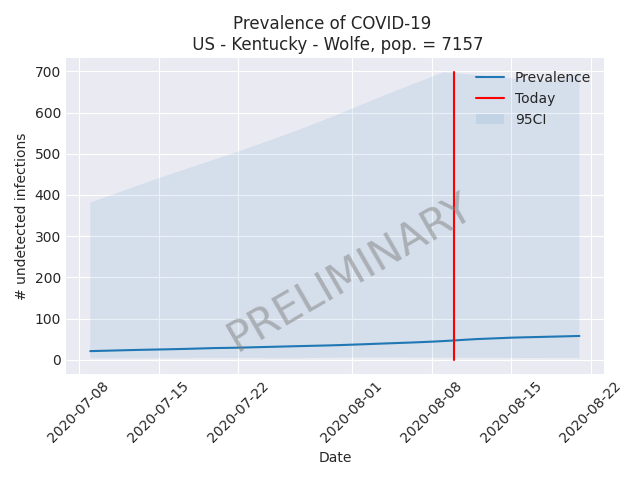 Prevalence of COVID-19
US - Kentucky - Wolfe, pop. = 7157
700
600
500
400
300
200
100
0
# undetected infections
Prevalence
Today
95CI
PRELIMINARY
2020-07-08
2020-07-15
2020-07-22
2020-08-01
2020-08-08
2020-08-15
2020-08-22
Date